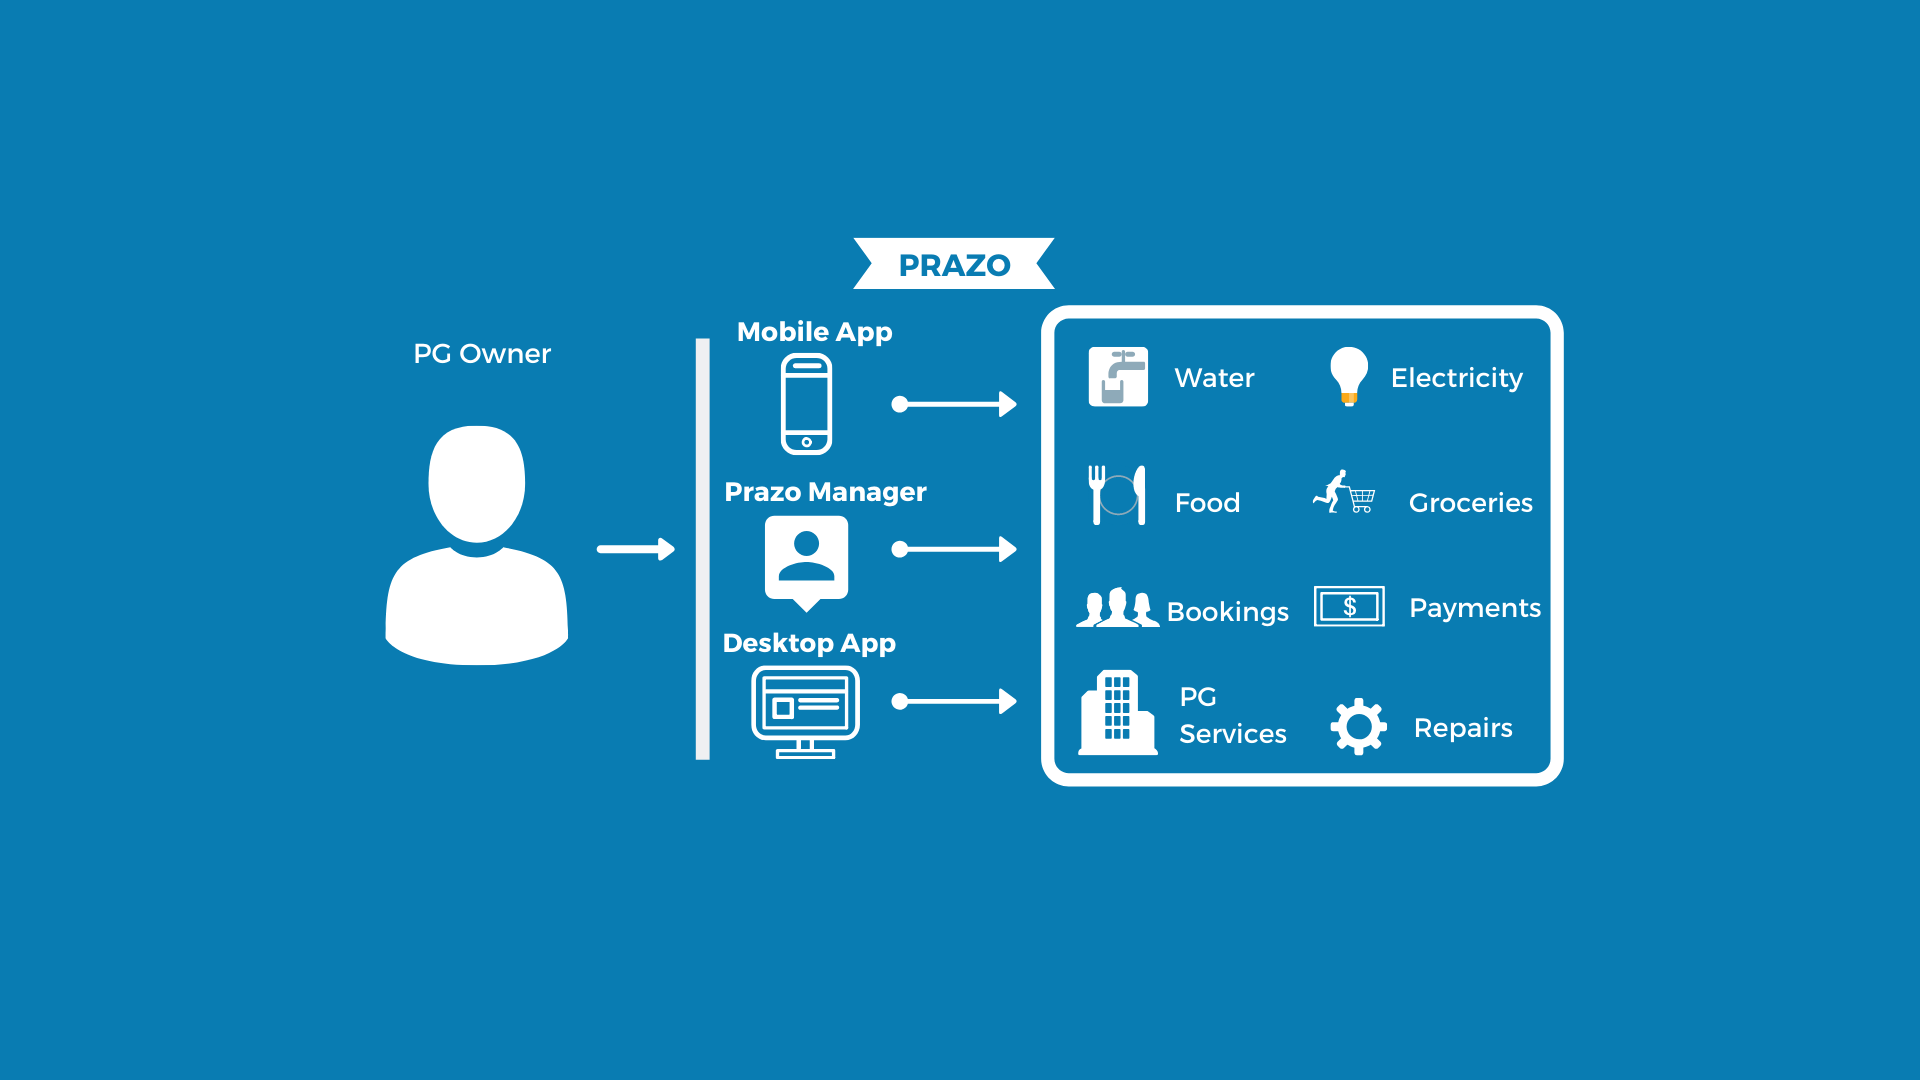 PRAZO
PG Owner
Mobile App
Prazo Manager
Desktop App
Water
Electricity
Food
Groceries
Bookings
$
Payments
PG
Services
Repairs